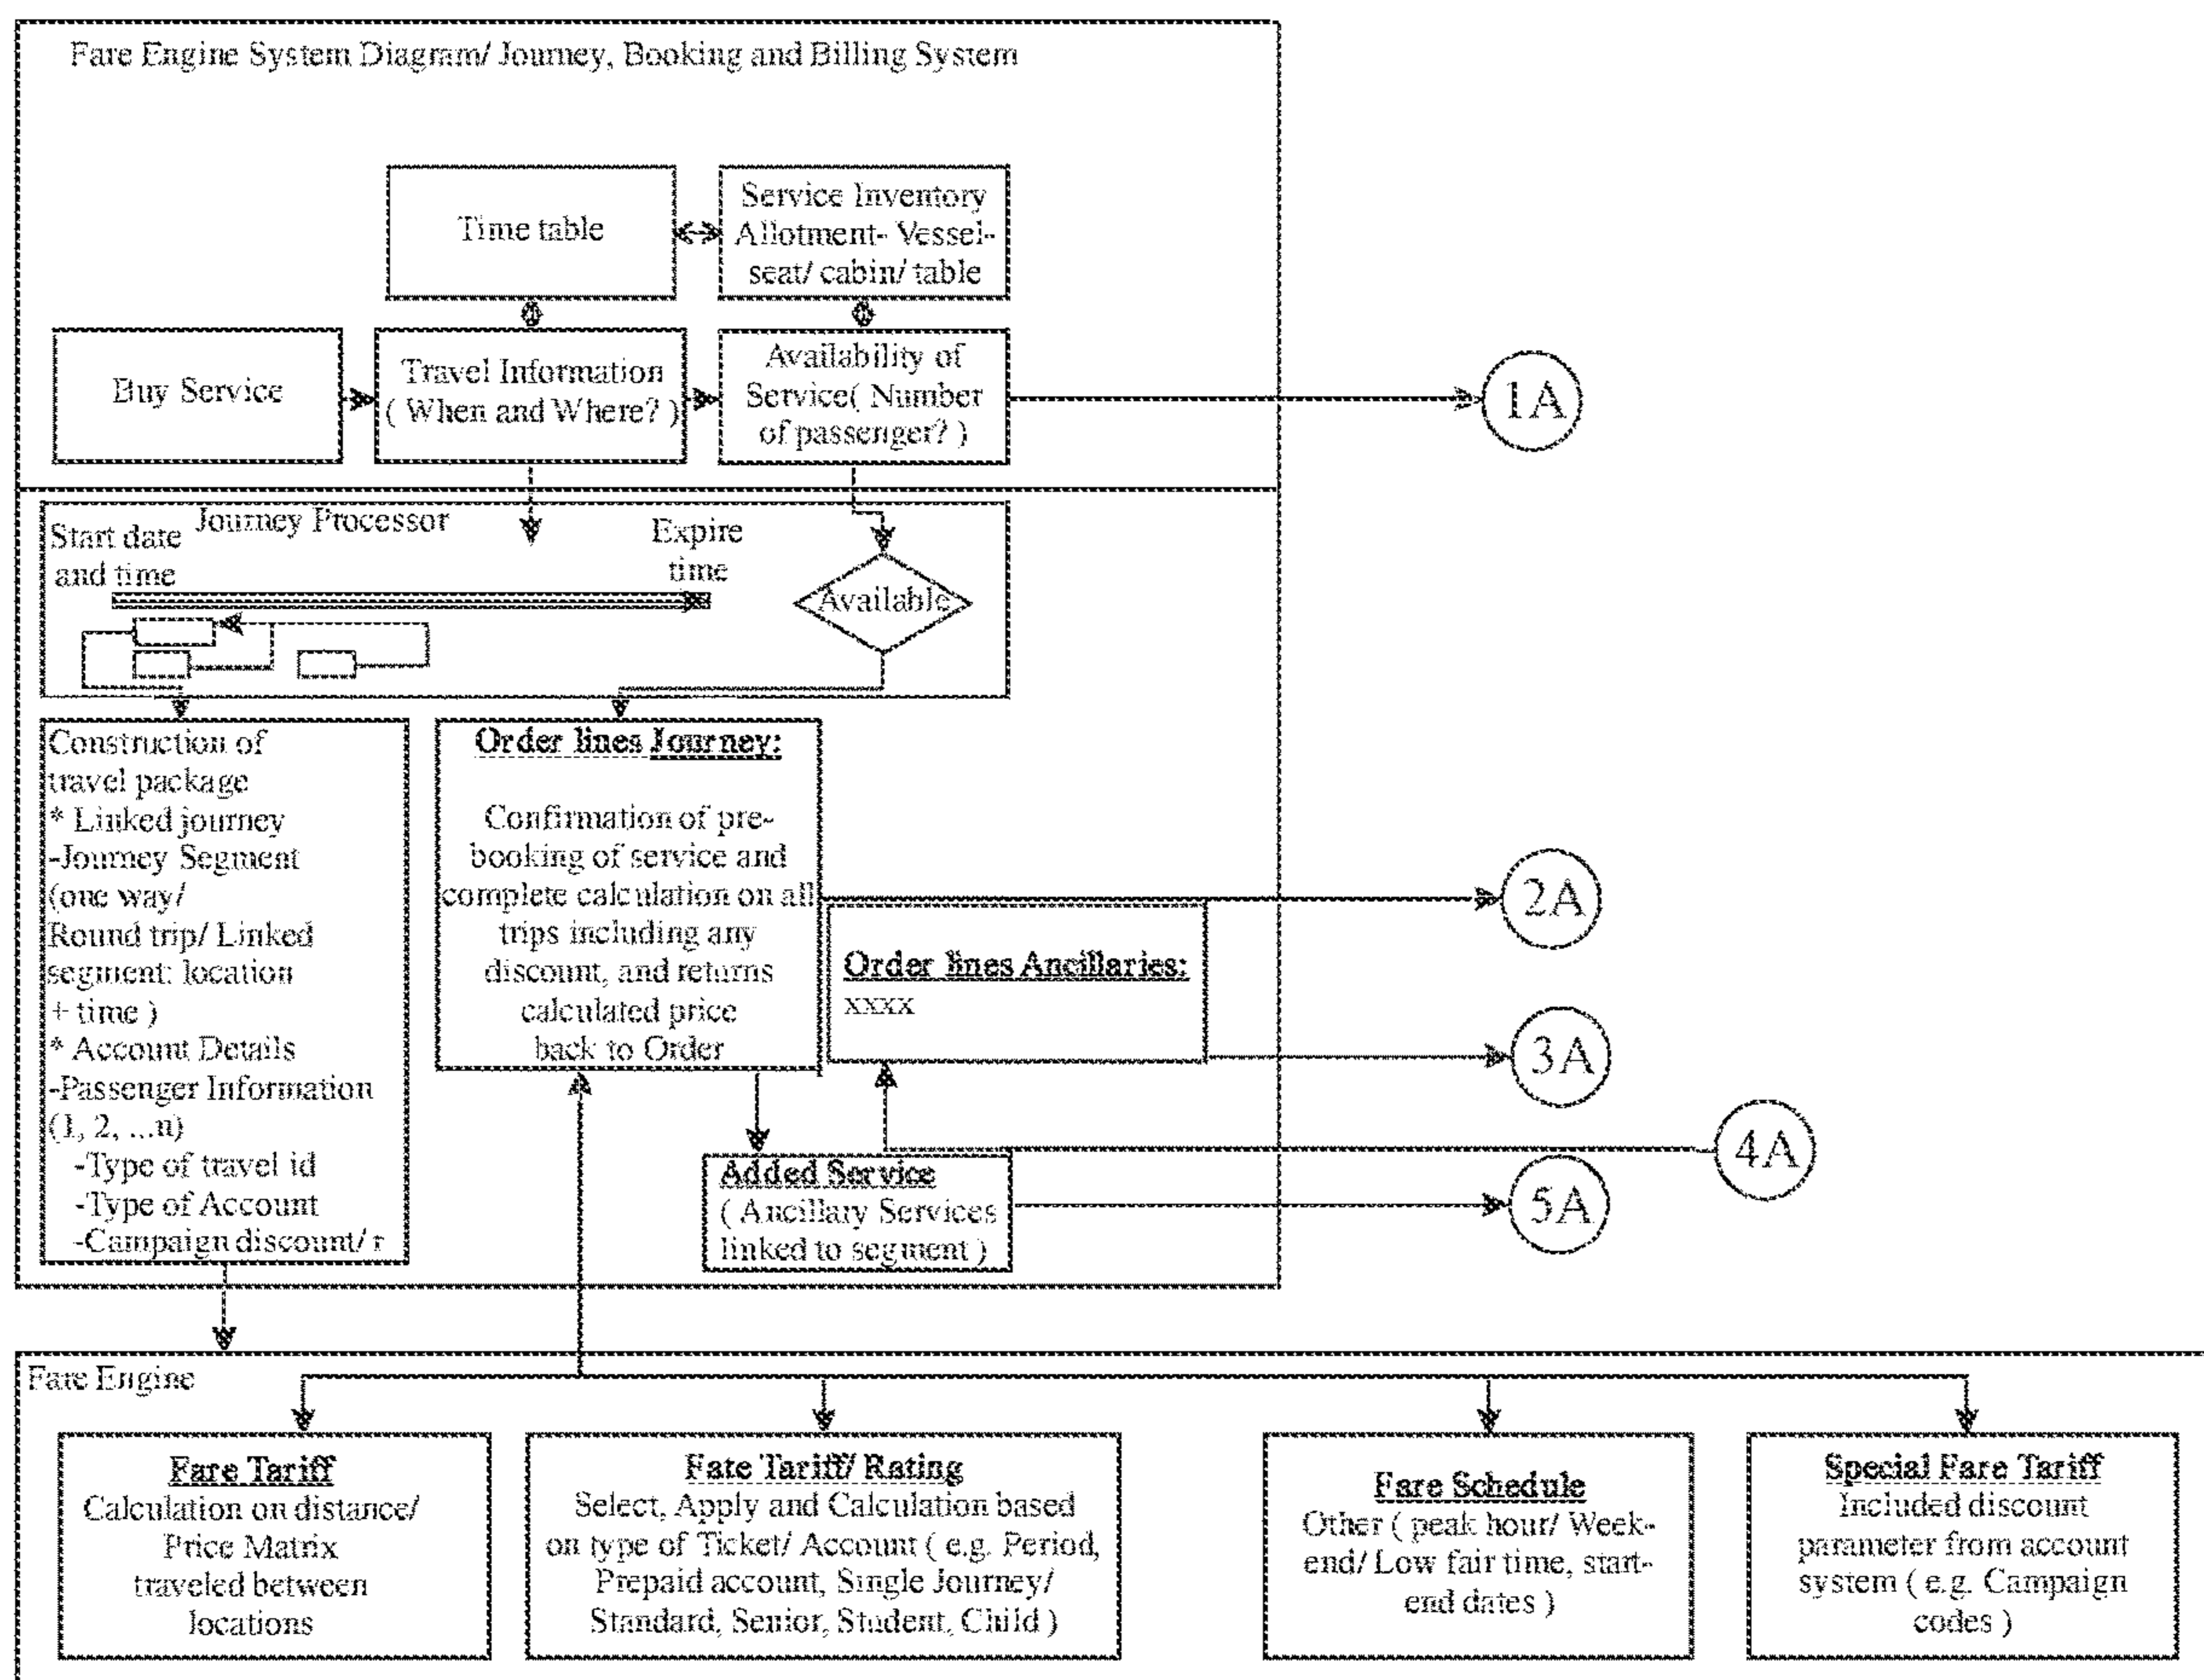 Fare Engine System Diagram/ Journey, Booking and Billing System
Time table
Service Inventory
Allotment- Vessel-
seat/ cabin/ table
Buy Service
Travel Information
( When and Where? )
Availability of
Service( Number
of passenger? )
1A
Journey Processor
Start date
and time
Expire
time
Available
Construction of
travel package
* Linked journey
-Journey Segment
(one way/
Round trip/ Linked
segment: location
+ time )
* Account Details
-Passenger Information
(1, 2, ...n)
-Type of travel id
-Type of Account
-Campaign discount/ r
Order lines Journey:
Confirmation of pre-
booking of service and
complete calculation on all
trips including any
discount, and returns
calculated price
back to Order
2A
Order lines Ancillaries:
xxxx
3A
4A
Added Service
( Ancillary Services
linked to segment )
5A
Fare Engine
Fare Tariff
Calculation on distance/
Price Matrix
traveled between
locations
Fate Tariff/ Rating
Select, Apply and Calculation based
on type of Ticket/ Account ( e.g. Period,
Prepaid account, Single Journey/
Standard, Senior, Student, Child )
Fare Schedule
Other ( peak hour/ Week-
end/ Low fair time, start-
end dates )
Special Fare Tariff
Included discount
parameter from account
system ( e.g. Campaign
codes )